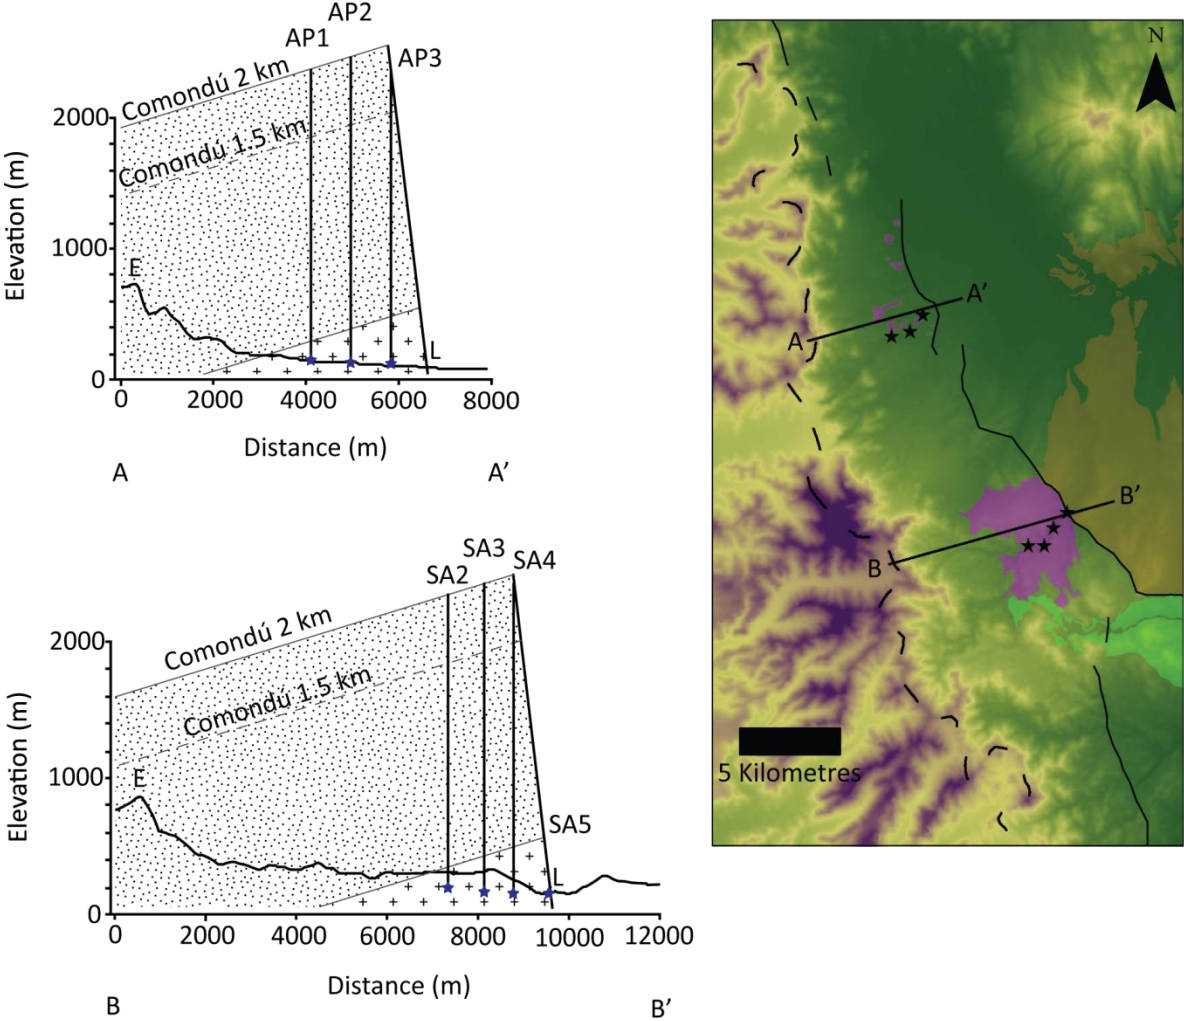 AP2
AP1
AP3
Comondú 2 km
2000
Comondú 1.5 km
Elevation (m)
1000
E
L
0
0 2000 4000 6000 8000
Distance (m)
A A’
SA3
SA2 SA4
Comondú 2 km
2000
Comondú 1.5 km
Elevation (m)
1000
E
SA5
L
0
0 2000 4000 6000 8000 10000 12000
Distance (m)
B B’
N
A’
A
B’
B
5 Kilometres